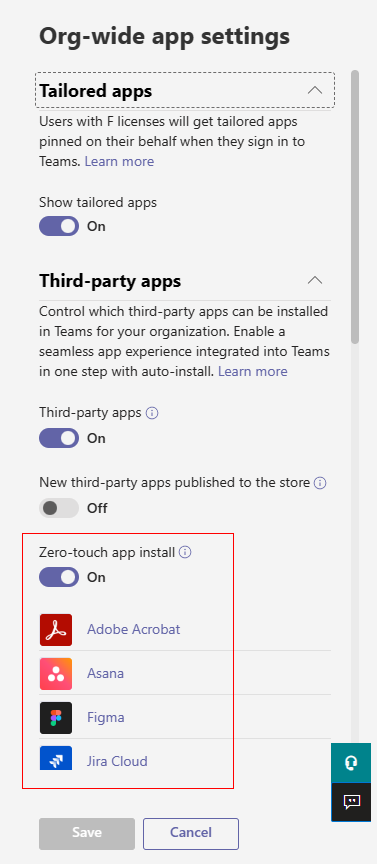 Org-wide app settings
Tailored apps
Users with F licenses will get tailored apps
pinned on their behalf when they sign in to
Teams. Learn more
Show tailored apps
On
Third-party apps
Control which third-party apps can be installed
in Teams for your organization. Enable a
seamless app experience integrated into Teams
in one step with auto-install. Learn more
Third-party apps
On
New third-party apps published to the store
Off
Zero-touch app install
On
Adobe Acrobat
Asana
Figma
Jira Cloud
Save Cancel